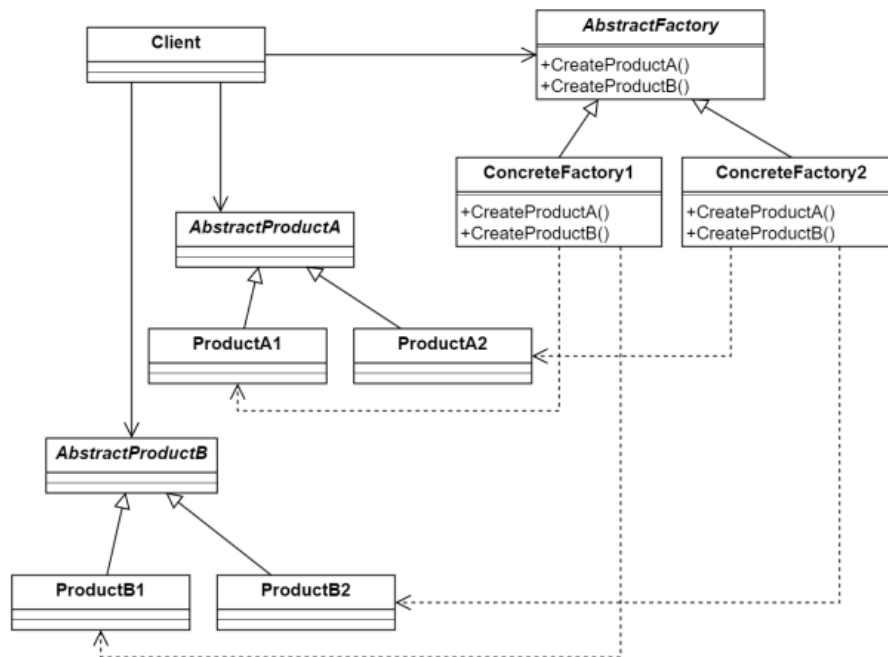 Client
AbstractFactory
+CreateProductA()
+CreateProductB()
ConcreteFactory1
+CreateProductA()
+CreateProductB()
ConcreteFactory2
+CreateProductA()
+CreateProductB()
AbstractProductA
ProductA1
ProductA2
AbstractProductB
ProductB1
ProductB2